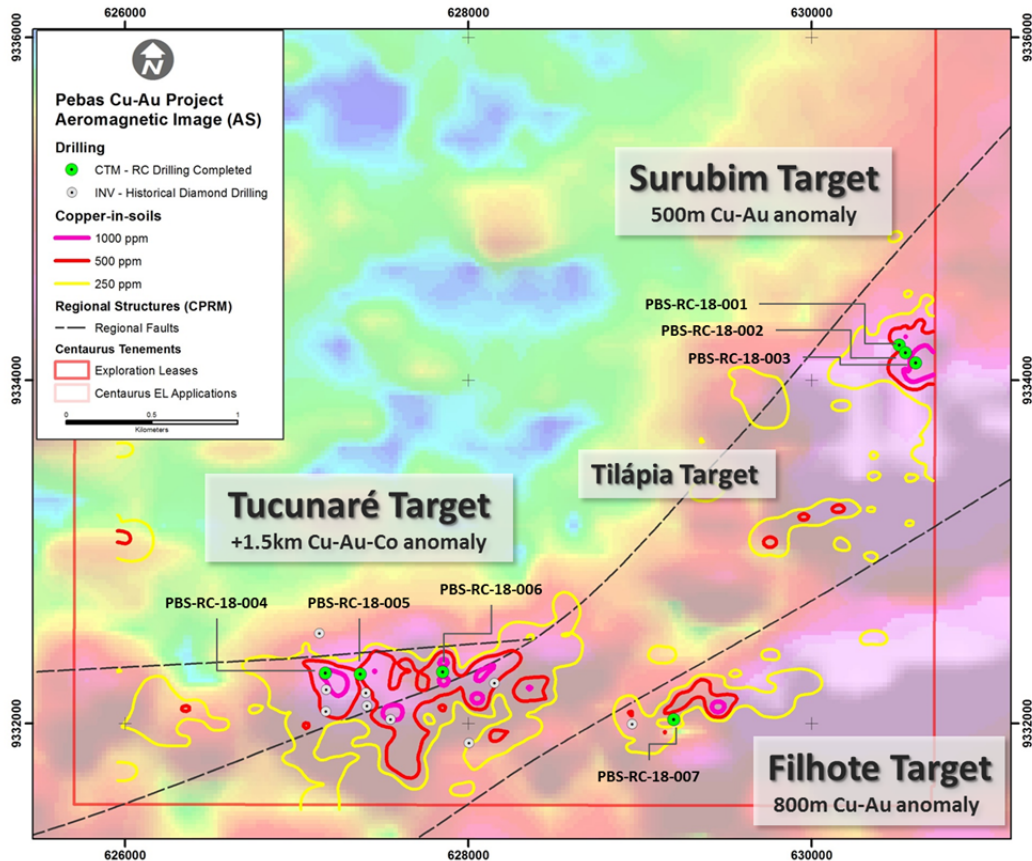 626000
628000
630000
9336000
9336000
N
Pebas Cu-Au Project
Aeromagnetic Image (AS)
Drilling
CTM - RC Drilling Completed
INV - Historical Diamond Drilling
Copper-in-soils
1000 ppm
500 ppm
250 ppm
Regional Structures (CPRM)
Regional Faults
Centaurus Tenements
Exploration Leases
Centaurus EL Applications
0 0.5 1
Kilometers
Surubim Target
500m Cu-Au anomaly
PBS-RC-18-001
PBS-RC-18-002
PBS-RC-18-003
9334000
9334000
Tilápia Target
Tucunaré Target
+1.5km Cu-Au-Co anomaly
PBS-RC-18-004
PBS-RC-18-005
PBS-RC-18-006
9332000
9332000
PBS-RC-18-007
Filhote Target
800m Cu-Au anomaly
626000
628000
630000